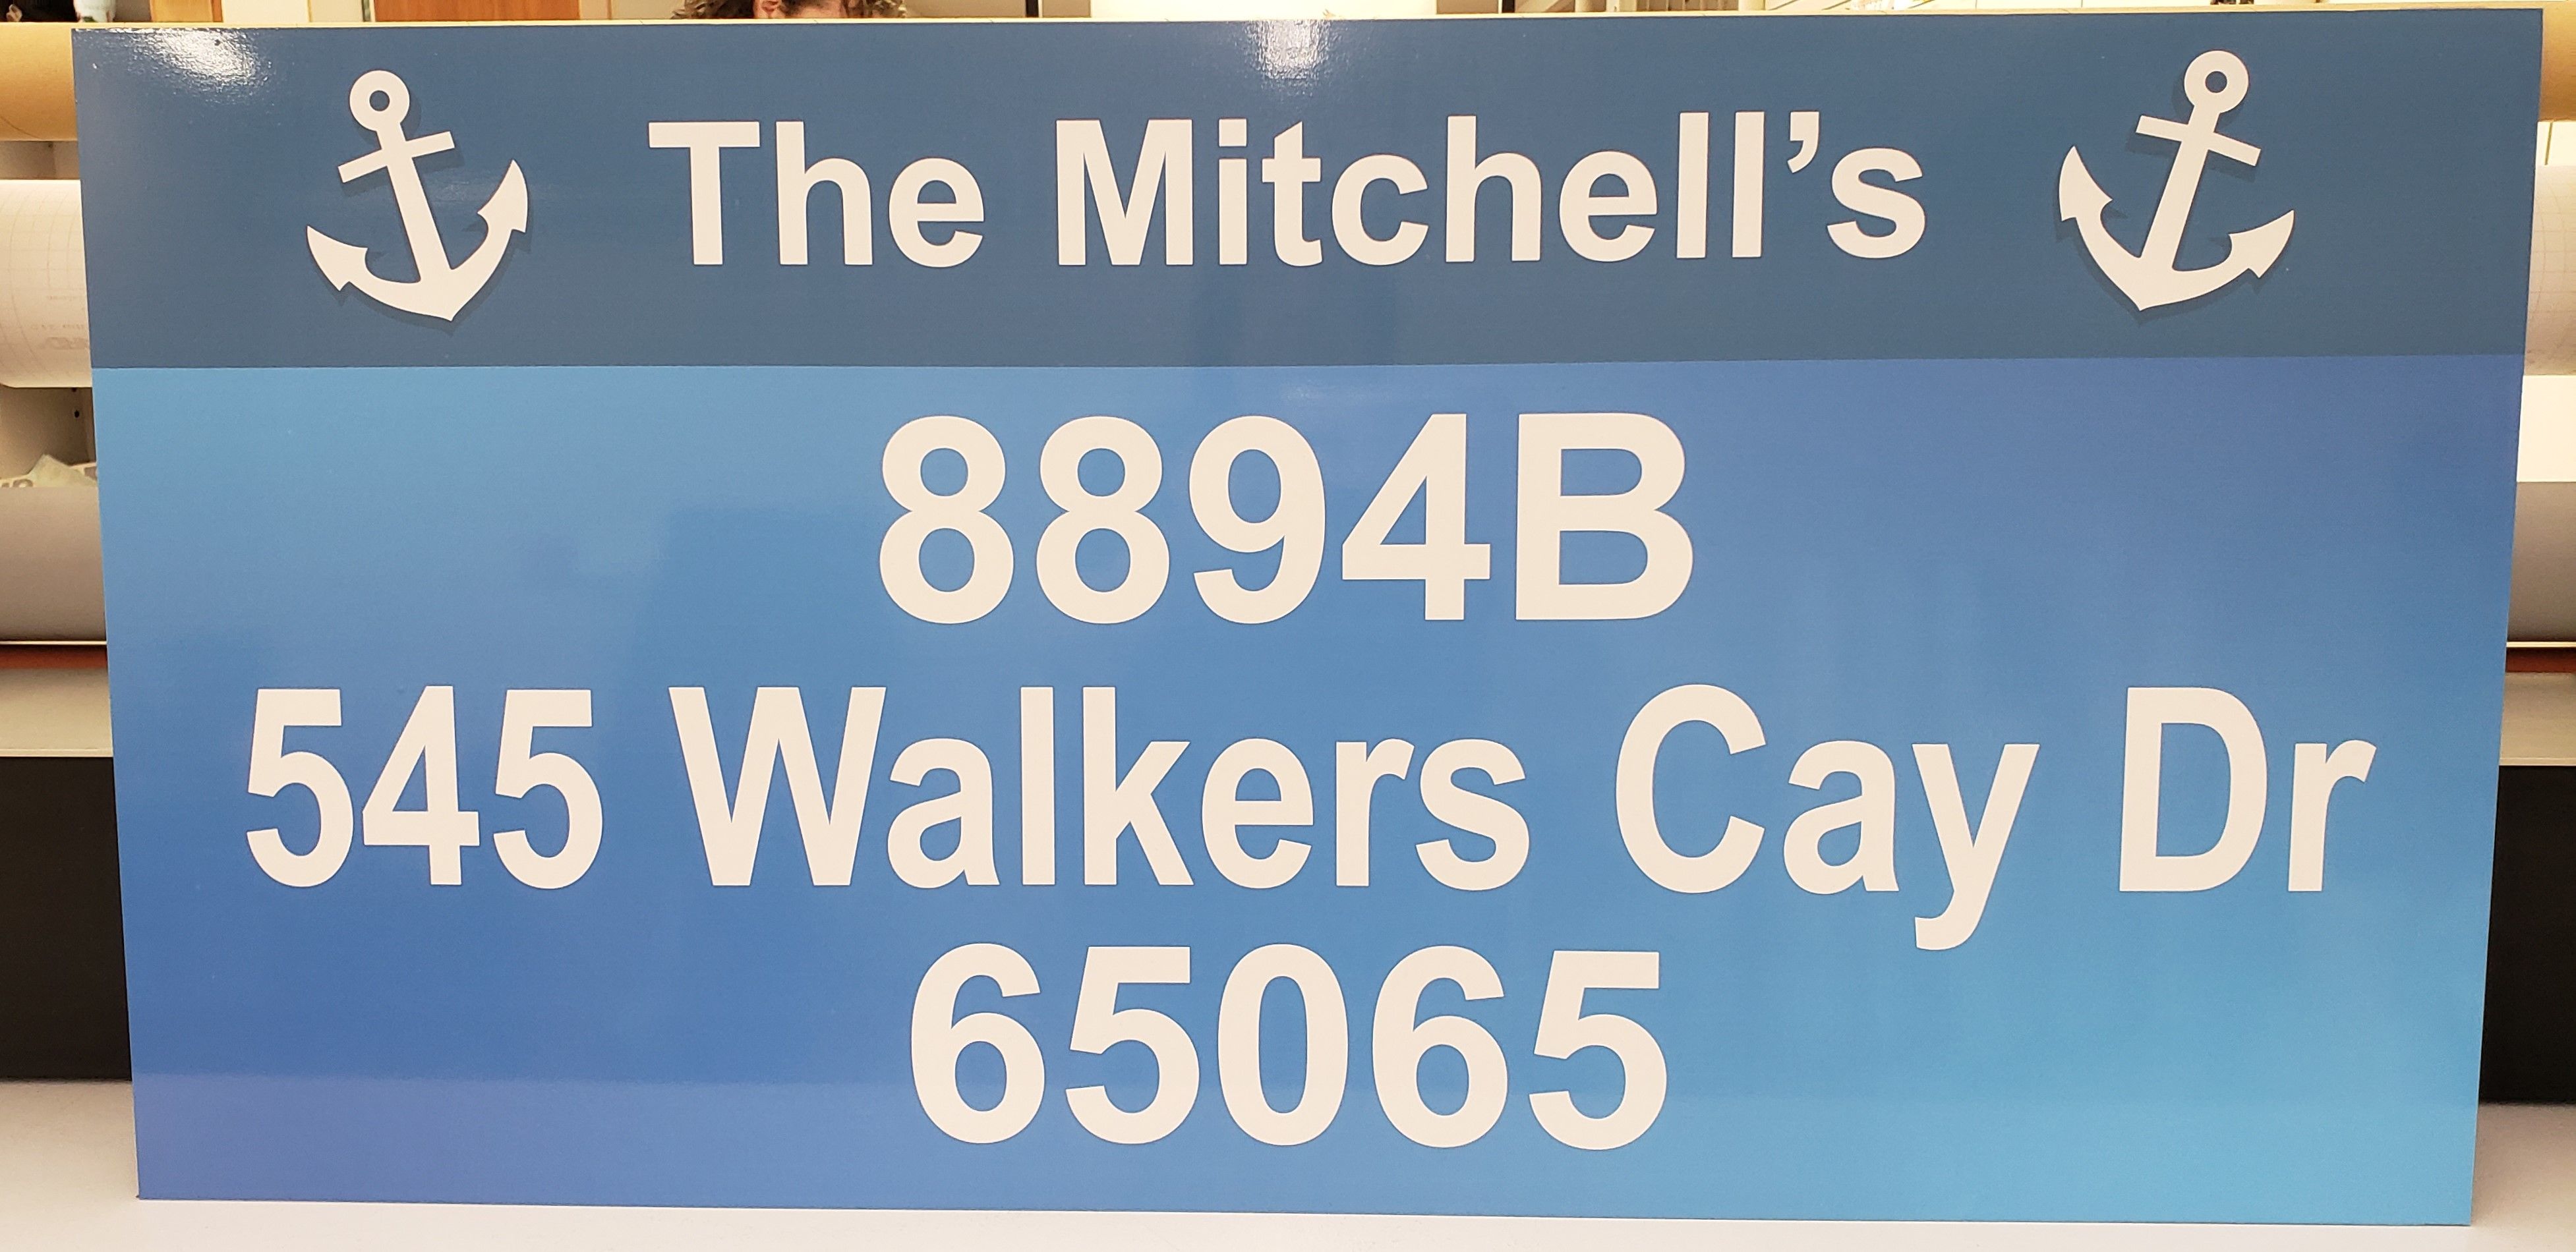 The Mitchell’s
8894B
545 Walkers Cay Dr
65065